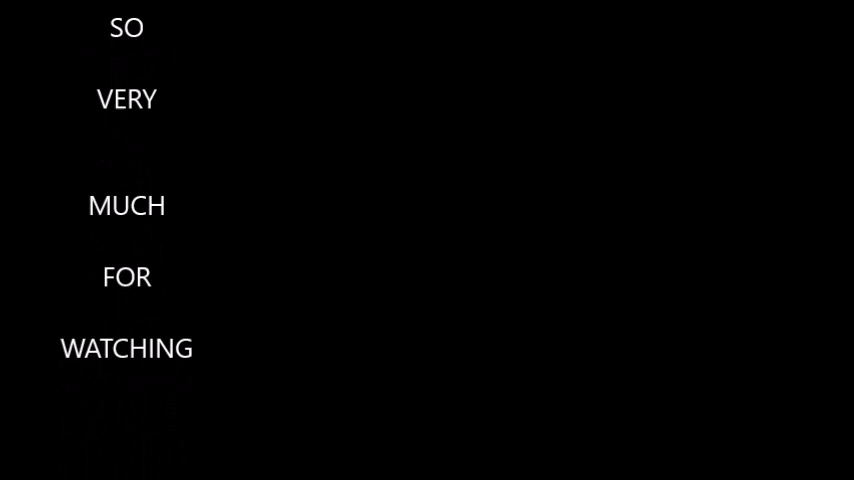 SO
VERY
MUCH
FOR
WATCHING